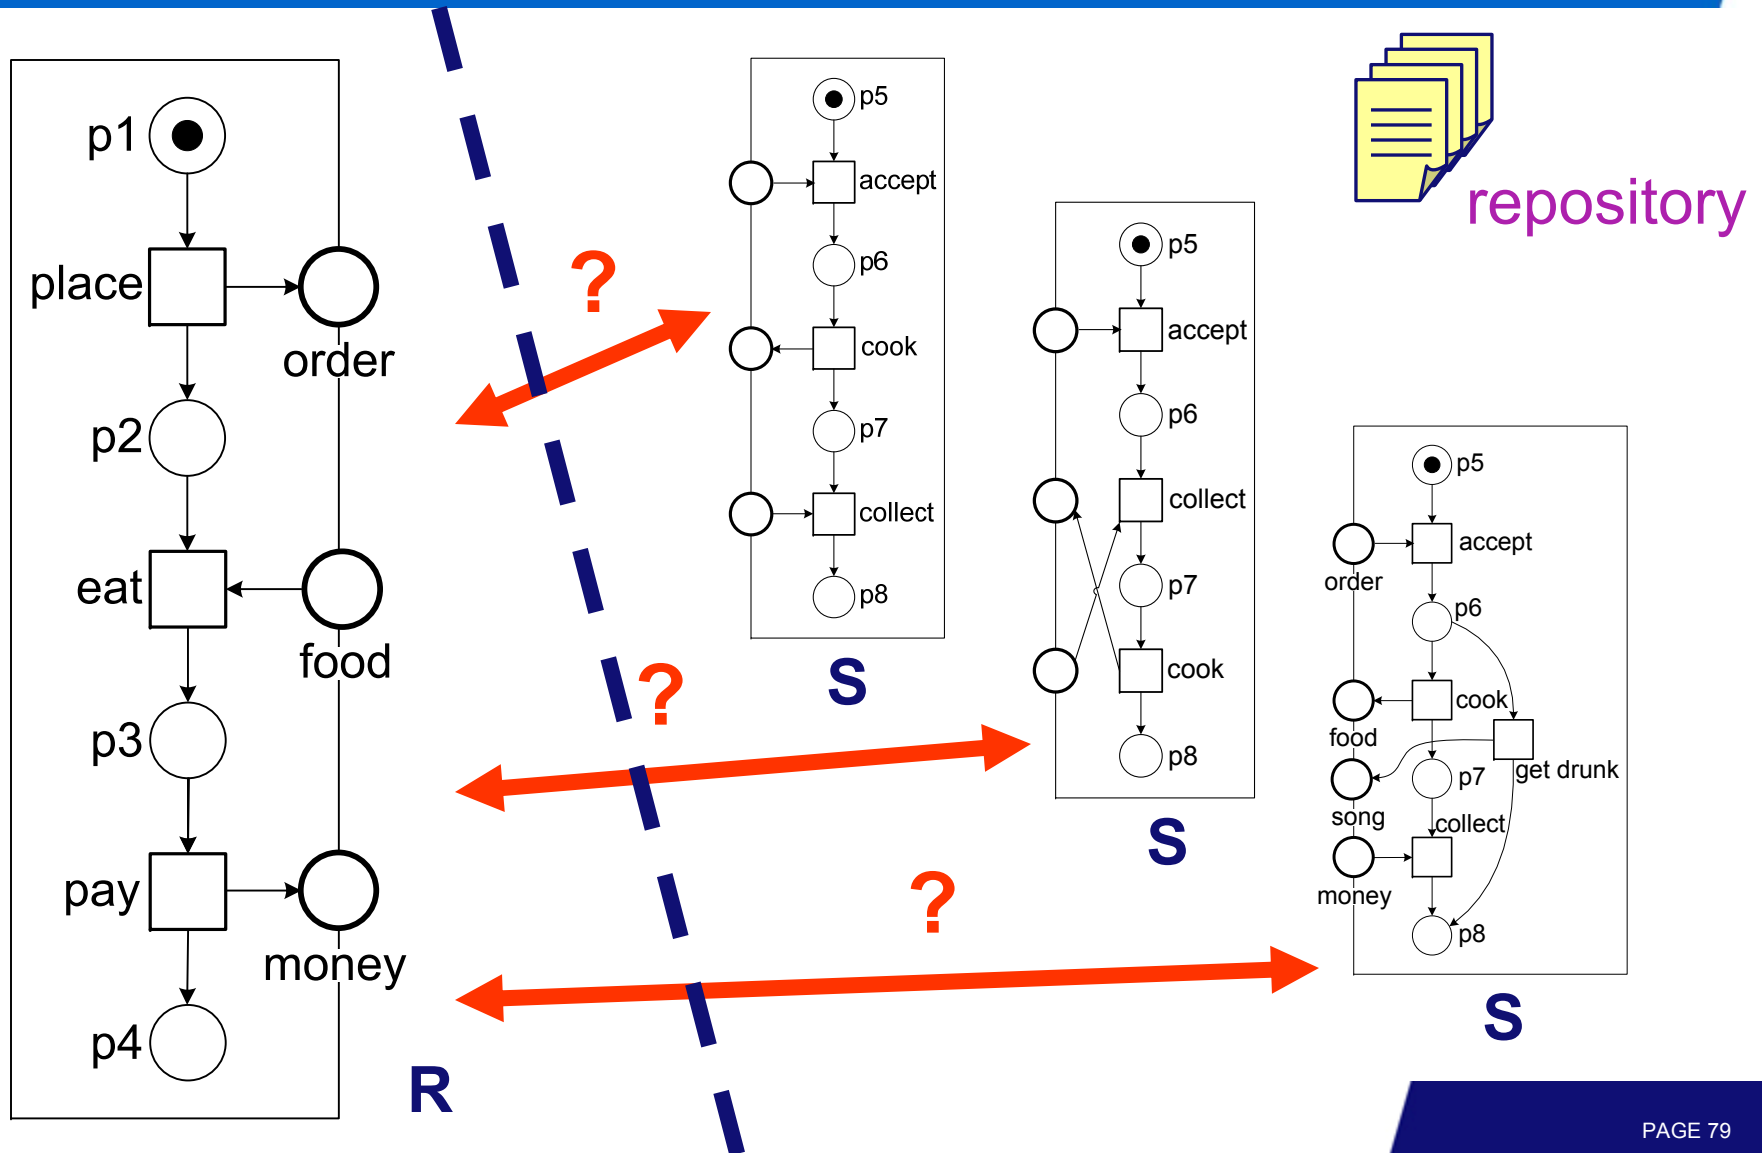 p1
place
order
p2
eat
food
p3
pay
money
p4
R
?
?
?
p5
accept
p6
cook
p7
collect
p8
S
p5
accept
p6
collect
p7
cook
p8
S
repository
p5
accept
order
p6
cook
food
get drunk
p7
song
collect
money
p8
S
PAGE 79